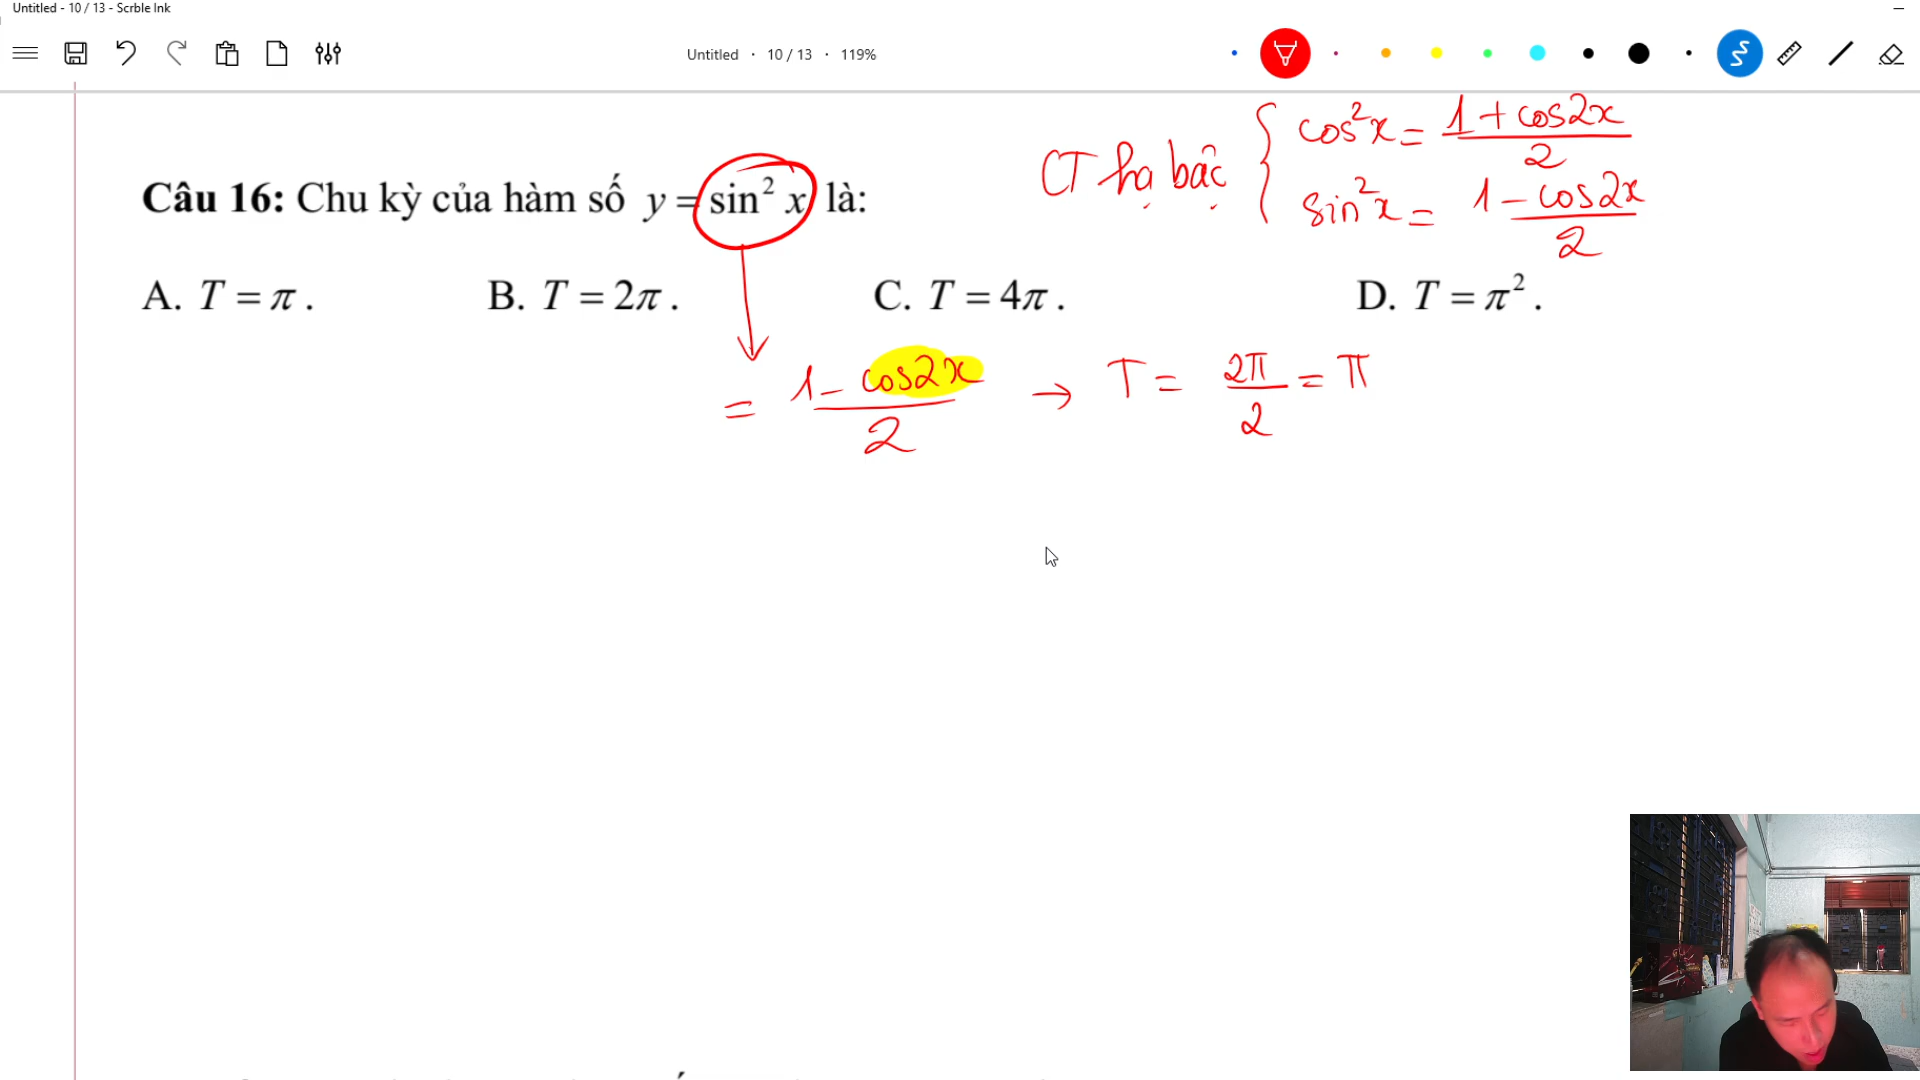 Untitled - 10 / 13 - Scrble Ink
Untitled · 10 / 13 · 119%
CT hạ bậc { cos²x = (1 + cos2x)/2
sin²x = (1 - cos2x)/2
Câu 16: Chu kỳ của hàm số y = sin² x là:
A. T = π .  B. T = 2π .  C. T = 4π .  D. T = π² .
= (1 - cos2x)/2 → T = 2π/2 = π